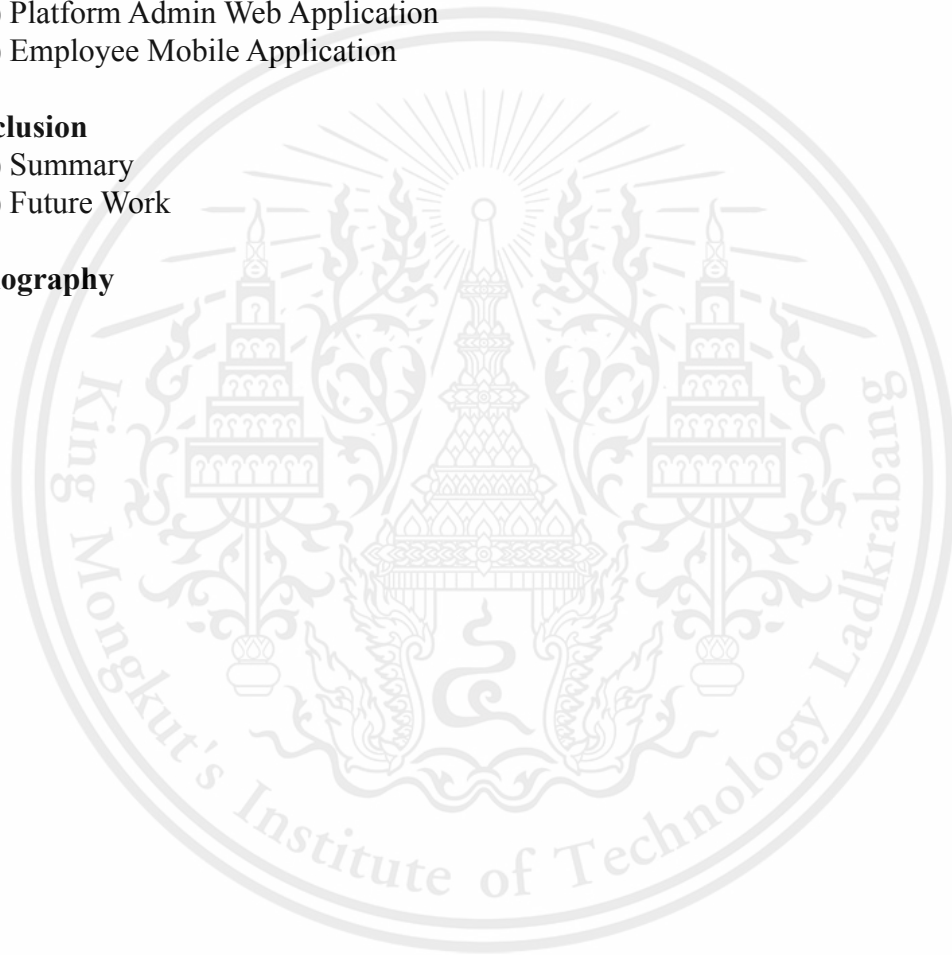 ) Platform Admin Web Application
) Employee Mobile Application
clusion
) Summary
) Future Work
ography
King Mongkut's Institute of Technology Ladkrabang